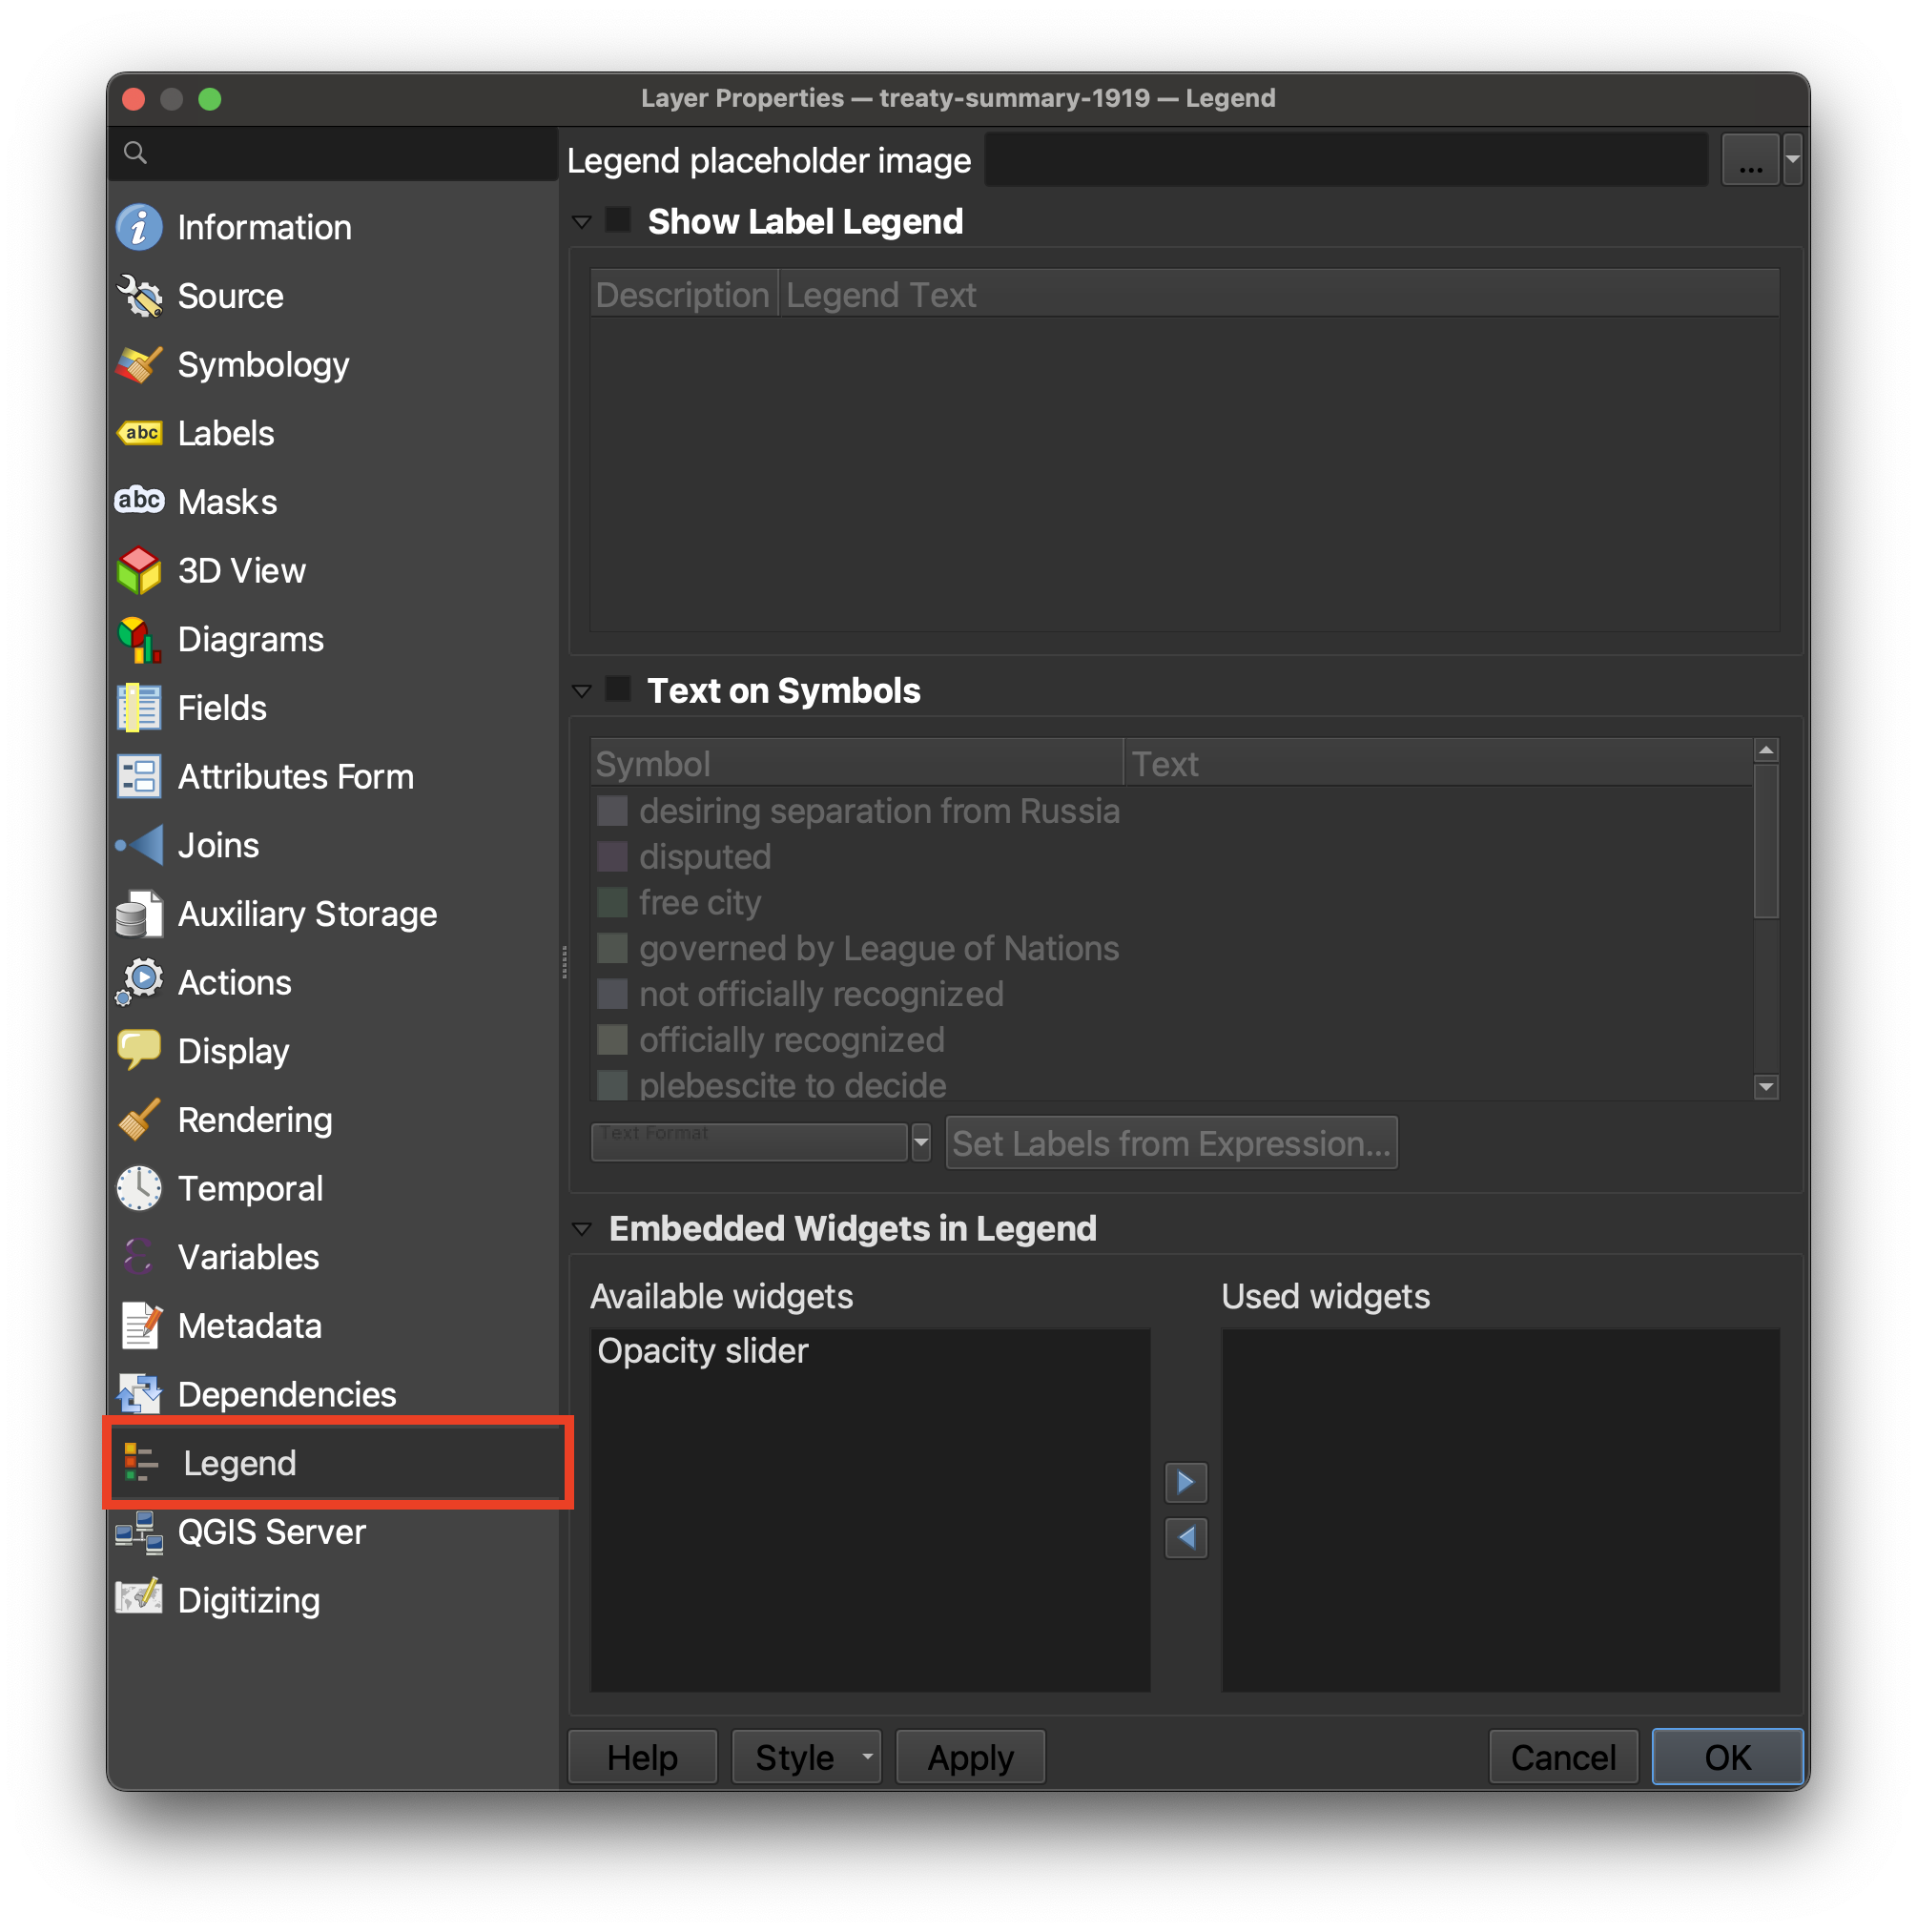 Layer Properties — treaty-summary-1919 — Legend
Information
Source
Symbology
abc Labels
abc Masks
3D View
Diagrams
Fields
Attributes Form
Joins
Auxiliary Storage
Actions
Display
Rendering
Temporal
Variables
Metadata
Dependencies
Legend
QGIS Server
Digitizing
Legend placeholder image ...
Show Label Legend
Description Legend Text
Text on Symbols
Symbol Text
desiring separation from Russia
disputed
free city
governed by League of Nations
not officially recognized
officially recognized
plebescite to decide
Text Format Set Labels from Expression...
Embedded Widgets in Legend
Available widgets Used widgets
Opacity slider
Help Style Apply Cancel OK